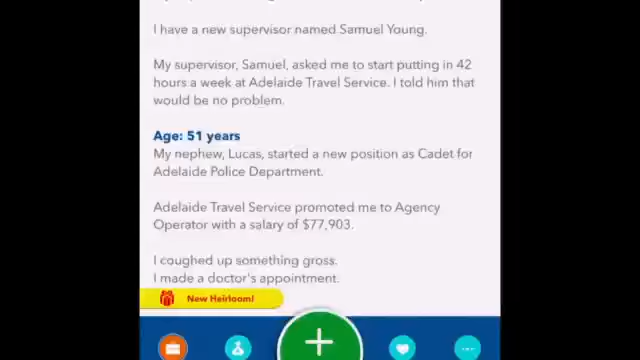 I have a new supervisor named Samuel Young.
My supervisor, Samuel, asked me to start putting in 42
hours a week at Adelaide Travel Service. I told him that
would be no problem.
Age: 51 years
My nephew, Lucas, started a new position as Cadet for
Adelaide Police Department.
Adelaide Travel Service promoted me to Agency
Operator with a salary of $77,903.
I coughed up something gross.
I made a doctor's appointment.
New Heirloom!